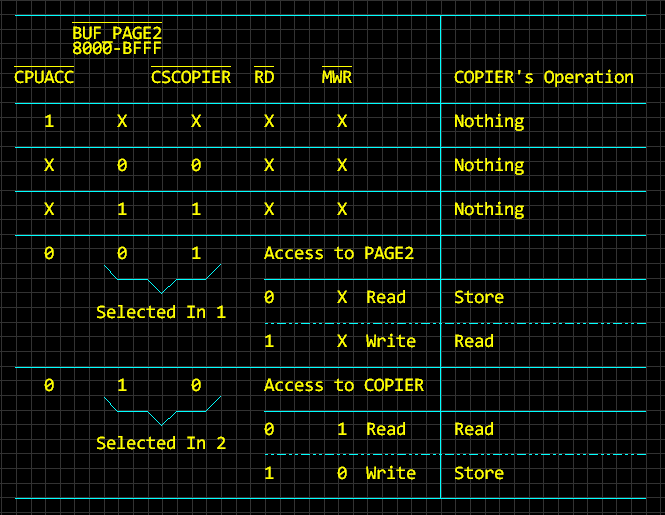 BUF_PAGE2
8000-BFFF
CPUACC CSCOPIER RD MWR COPIER's Operation
1 X X X X Nothing
X 0 0 X X Nothing
X 1 1 X X Nothing
0 0 1 Access to PAGE2
0 X Read Store
Selected In 1
1 X Write Read
0 1 0 Access to COPIER
0 1 Read Read
Selected In 2
1 0 Write Store